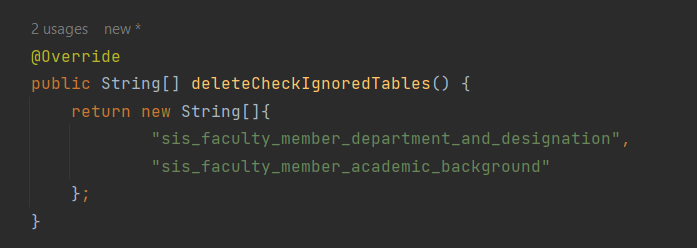 2 usages   new *
@Override
public String[] deleteCheckIgnoredTables() {
    return new String[]{
            "sis_faculty_member_department_and_designation",
            "sis_faculty_member_academic_background"
    };
}